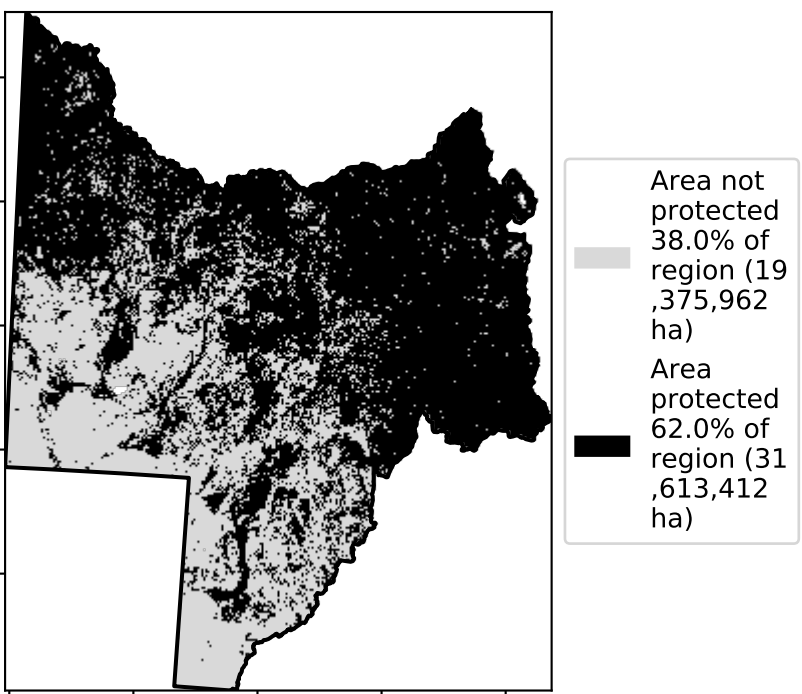 Area not
protected
38.0% of
region (19
,375,962
ha)
Area
protected
62.0% of
region (31
,613,412
ha)